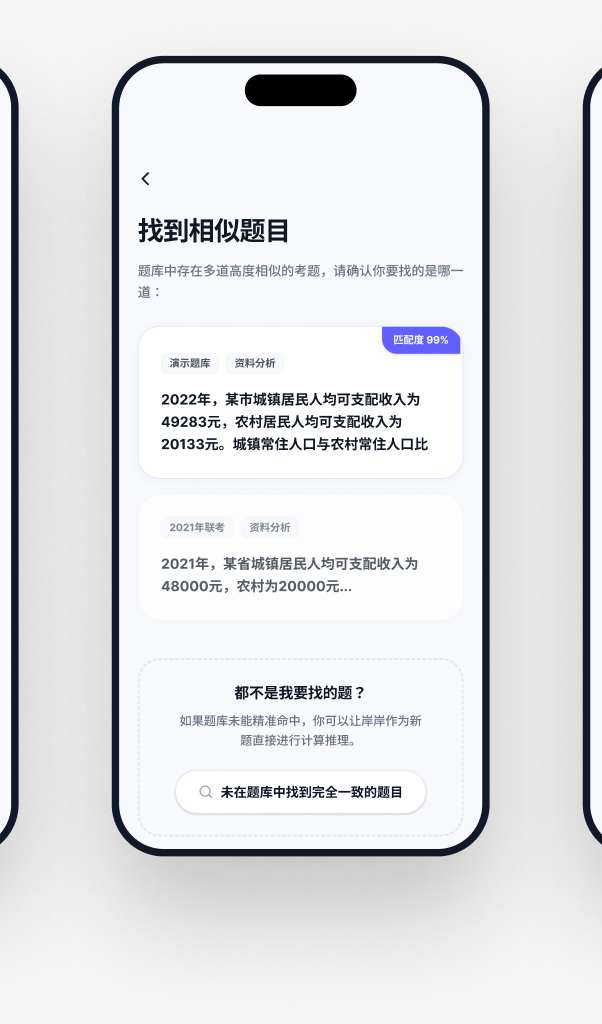 找到相似题目
题库中存在多道高度相似的考题，请确认你要找的是哪一
道：
匹配度 99%
演示题库 资料分析
2022年，某市城镇居民人均可支配收入为
49283元，农村居民人均可支配收入为
20133元。城镇常住人口与农村常住人口比
2021年联考 资料分析
2021年，某省城镇居民人均可支配收入为
48000元，农村为20000元...
都不是我要找的题？
如果题库未能精准命中，你可以让岸岸作为新
题直接进行计算推理。
未在题库中找到完全一致的题目